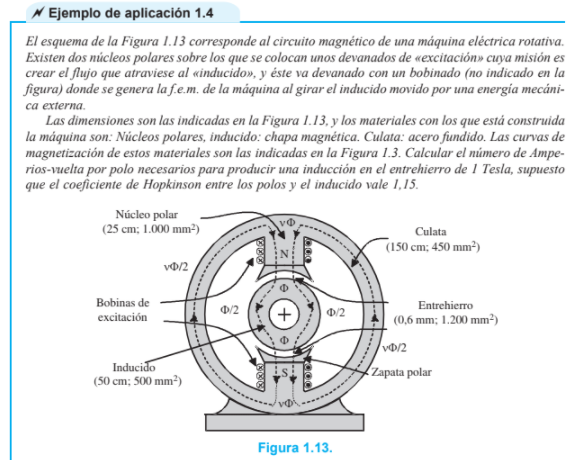 Ejemplo de aplicación 1.4
El esquema de la Figura 1.13 corresponde al circuito magnético de una máquina eléctrica rotativa.
Existen dos núcleos polares sobre los que se colocan unos devanados de «excitación» cuya misión es
crear el flujo que atraviese al «inducido», y éste va devanado con un bobinado (no indicado en la
figura) donde se genera la f.e.m. de la máquina al girar el inducido movido por una energía mecáni-
ca externa.
Las dimensiones son las indicadas en la Figura 1.13, y los materiales con los que está construida
la máquina son: Núcleos polares, inducido: chapa magnética. Culata: acero fundido. Las curvas de
magnetización de estos materiales son las indicadas en la Figura 1.3. Calcular el número de Ampe-
rios-vuelta por polo necesarios para producir una inducción en el entrehierro de 1 Tesla, supuesto
que el coeficiente de Hopkinson entre los polos y el inducido vale 1,15.
Núcleo polar
(25 cm; 1.000 mm²)
νΦ
Culata
(150 cm; 450 mm²)
N
νΦ/2
Bobinas de
excitación
Φ
Φ/2
Φ/2
Entrehierro
(0,6 mm; 1.200 mm²)
Φ
νΦ/2
Inducido
(50 cm; 500 mm²)
S
Zapata polar
νΦ
Figura 1.13.